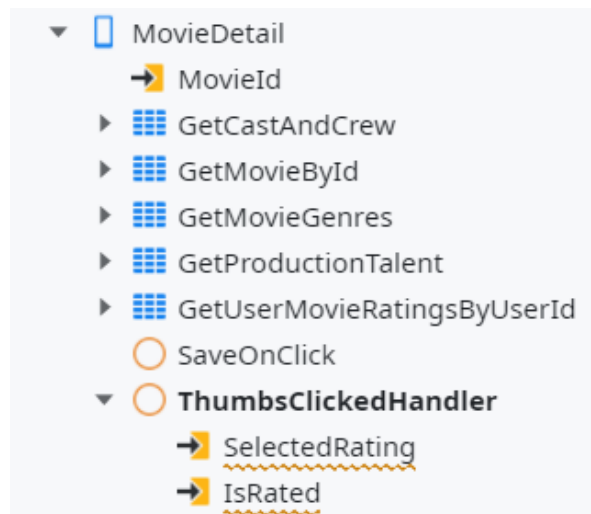 MovieDetail
MovieId
GetCastAndCrew
GetMovieById
GetMovieGenres
GetProductionTalent
GetUserMovieRatingsByUserId
SaveOnClick
ThumbsClickedHandler
SelectedRating
IsRated